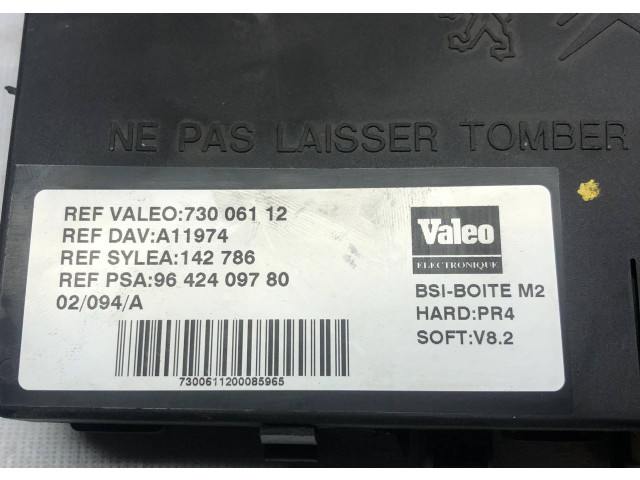 NE PAS LAISSER TOMBER
REF VALEO:730 061 12
REF DAV:A11974
REF SYLEA:142 786
REF PSA:96 424 097 80
02/094/A
7300611200085965
Valeo
ELECTRONIQUE
BSI-BOITE M2
HARD:PR4
SOFT:V8.2